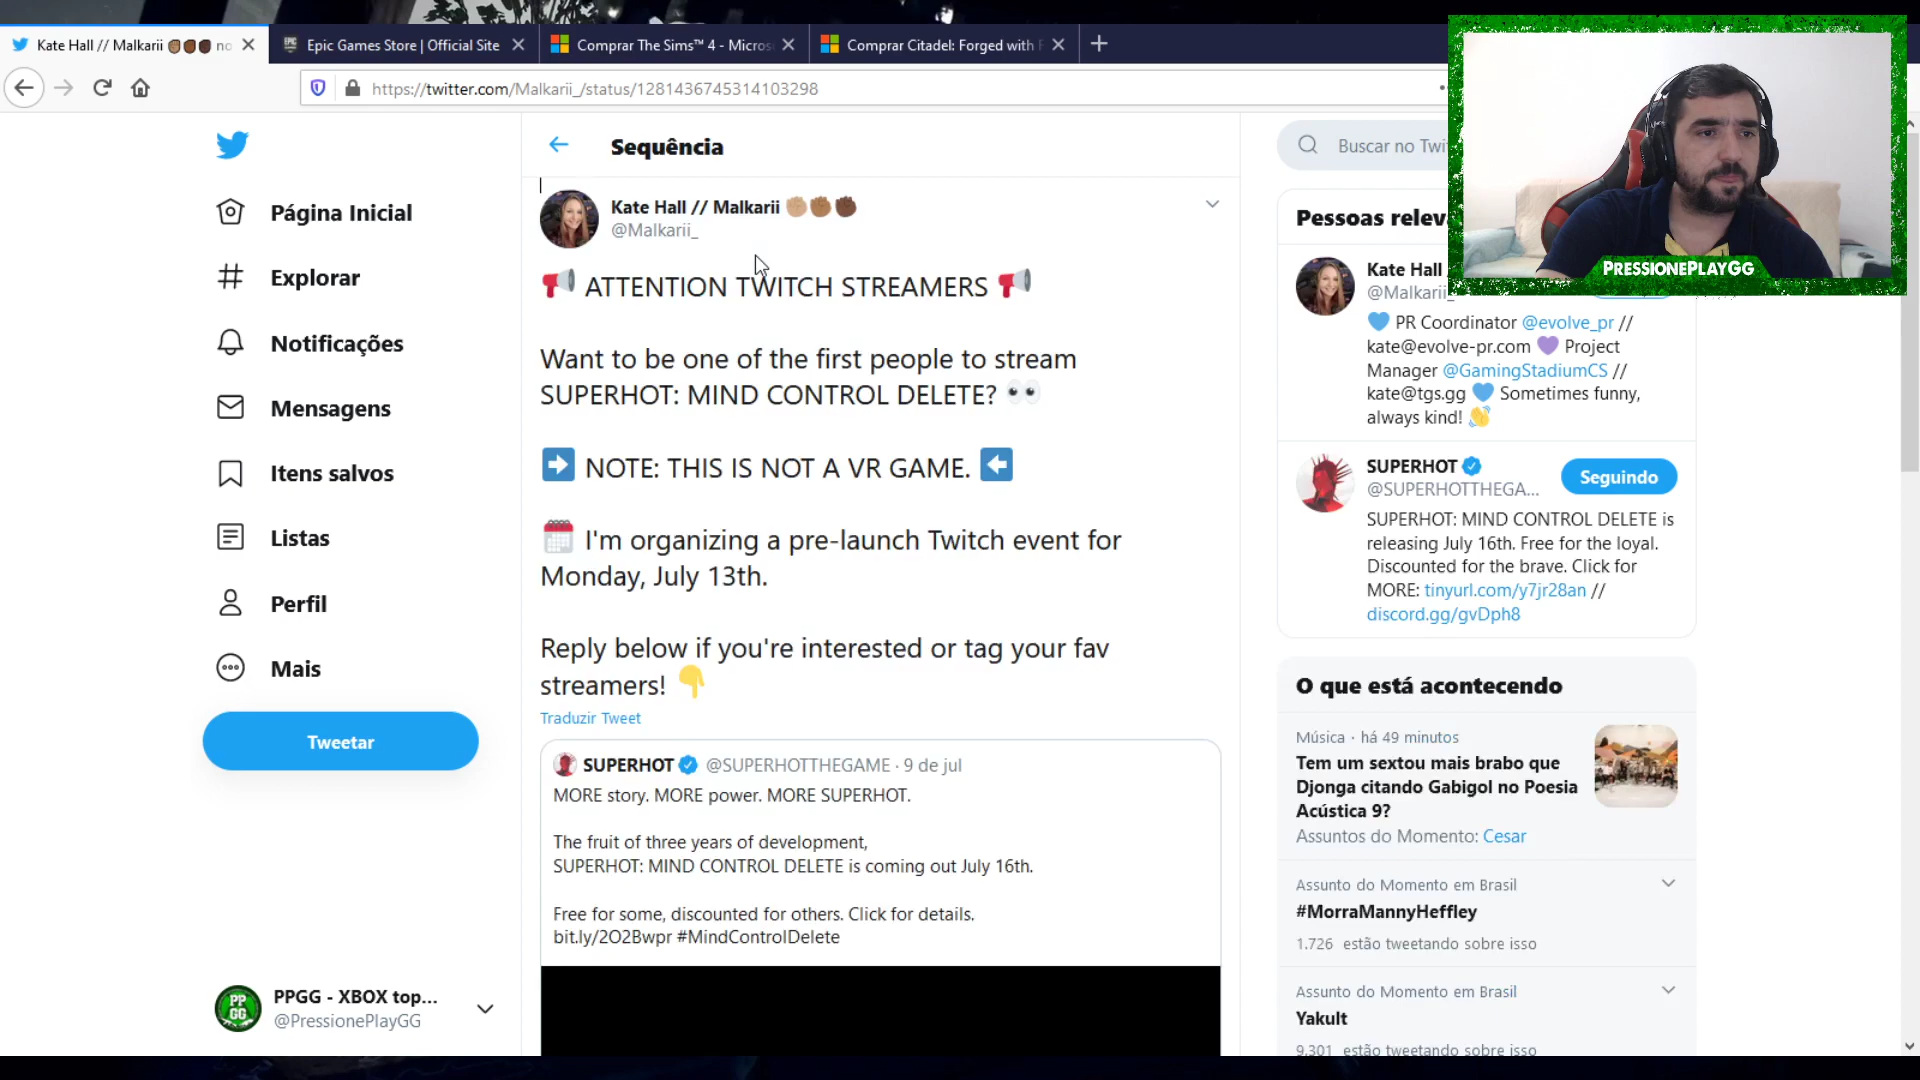 Kate Hall // Malkarii no
Epic Games Store | Official Site
Comprar The Sims™ 4 - Micros
Comprar Citadel: Forged with F
https://twitter.com/Malkarii_/status/1281436745314103298
PRESSIONEPLAYGG
Página Inicial
Explorar
Notificações
Mensagens
Itens salvos
Listas
Perfil
Mais
Tweetar
PPGG - XBOX top...
@PressionePlayGG
Sequência
Kate Hall // Malkarii
@Malkarii_
ATTENTION TWITCH STREAMERS
Want to be one of the first people to stream
SUPERHOT: MIND CONTROL DELETE?
NOTE: THIS IS NOT A VR GAME.
I'm organizing a pre-launch Twitch event for
Monday, July 13th.
Reply below if you're interested or tag your fav
streamers!
Traduzir Tweet
SUPERHOT @SUPERHOTTHEGAME · 9 de jul
MORE story. MORE power. MORE SUPERHOT.
The fruit of three years of development,
SUPERHOT: MIND CONTROL DELETE is coming out July 16th.
Free for some, discounted for others. Click for details.
bit.ly/2O2Bwpr #MindControlDelete
Buscar no Twi
Pessoas relev
Kate Hall
@Malkarii_
PR Coordinator @evolve_pr //
kate@evolve-pr.com Project
Manager @GamingStadiumCS //
kate@tgs.gg Sometimes funny,
always kind!
SUPERHOT
@SUPERHOTTHEGA...
Seguindo
SUPERHOT: MIND CONTROL DELETE is
releasing July 16th. Free for the loyal.
Discounted for the brave. Click for
MORE: tinyurl.com/y7jr28an //
discord.gg/gvDph8
O que está acontecendo
Música · há 49 minutos
Tem um sextou mais brabo que
Djonga citando Gabigol no Poesia
Acústica 9?
Assuntos do Momento: Cesar
Assunto do Momento em Brasil
#MorraMannyHeffley
1.726 estão tweetando sobre isso
Assunto do Momento em Brasil
Yakult
9.301 estão tweetando sobre isso